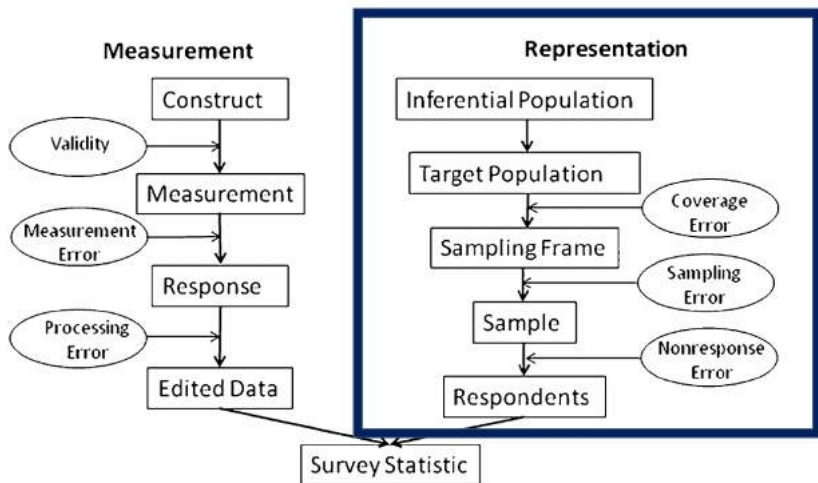 Measurement
Construct
Validity
Measurement
Measurement
Error
Response
Processing
Error
Edited Data
Representation
Inferential Population
Target Population
Coverage
Error
Sampling Frame
Sampling
Error
Sample
Nonresponse
Error
Respondents
Survey Statistic